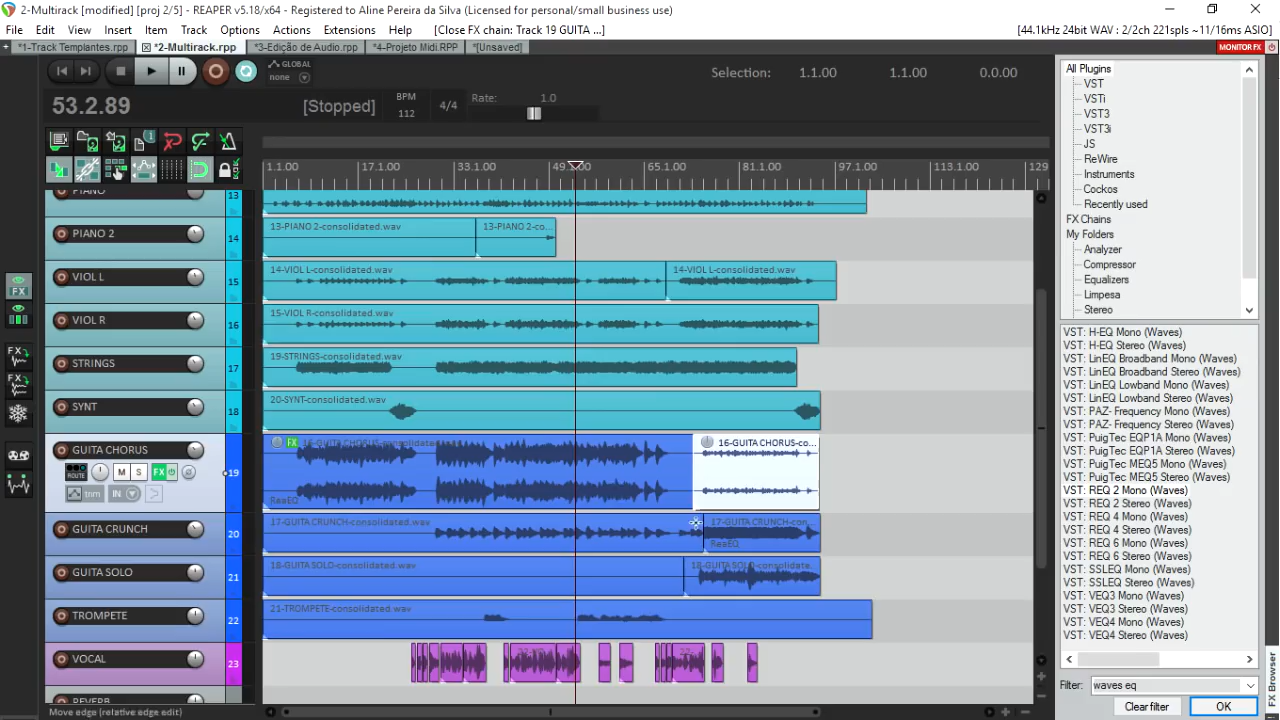 2-Multirack [modified] [proj 2/5] - REAPER v5.18/x64 - Registered to Aline Pereira da Silva (Licensed for personal/small business use)
File Edit View Insert Item Track Options Actions Extensions Help [Close FX chain: Track 19 GUITA ...]
[44.1kHz 24bit WAV : 2/2ch 221spls ~11/16ms ASIO]
*1-Track Templantes.rpp *2-Multirack.rpp *3-Edição de Audio.rpp *4-Projeto Midi.RPP *[Unsaved]
MONITOR FX
GLOBAL
none
Selection: 1.1.00 1.1.00 0.0.00
53.2.89 [Stopped] BPM 112 4/4 Rate: 1.0
1.1.00 17.1.00 33.1.00 49.1.00 65.1.00 81.1.00 97.1.00 113.1.00 129
PIANO 13
PIANO 2 14
13-PIANO 2-consolidated.wav 13-PIANO 2-co...
VIOL L 15
14-VIOL L-consolidated.wav 14-VIOL L-consolidated.wav
VIOL R 16
15-VIOL R-consolidated.wav
STRINGS 17
19-STRINGS-consolidated.wav
SYNT 18
20-SYNT-consolidated.wav
GUITA CHORUS 19
ROUTE M S FX
trim IN
FX 16-GUITA CHORUS-consolidated.wav 16-GUITA CHORUS-co...
ReaEQ
GUITA CRUNCH 20
17-GUITA CRUNCH-consolidated.wav 17-GUITA CRUNCH-con...
ReaEQ
GUITA SOLO 21
18-GUITA SOLO-consolidated.wav 18-GUITA SOLO-consolidate...
TROMPETE 22
21-TROMPETE-consolidated.wav
VOCAL 23
REVERB
Move edge (relative edge edit)
FX
FX
FX
All Plugins
VST
VSTi
VST3
VST3i
JS
ReWire
Instruments
Cockos
Recently used
FX Chains
My Folders
Analyzer
Compressor
Equalizers
Limpesa
Stereo
VST: H-EQ Mono (Waves)
VST: H-EQ Stereo (Waves)
VST: LinEQ Broadband Mono (Waves)
VST: LinEQ Broadband Stereo (Waves)
VST: LinEQ Lowband Mono (Waves)
VST: LinEQ Lowband Stereo (Waves)
VST: PAZ- Frequency Mono (Waves)
VST: PAZ- Frequency Stereo (Waves)
VST: PuigTec EQP1A Mono (Waves)
VST: PuigTec EQP1A Stereo (Waves)
VST: PuigTec MEQ5 Mono (Waves)
VST: PuigTec MEQ5 Stereo (Waves)
VST: REQ 2 Mono (Waves)
VST: REQ 2 Stereo (Waves)
VST: REQ 4 Mono (Waves)
VST: REQ 4 Stereo (Waves)
VST: REQ 6 Mono (Waves)
VST: REQ 6 Stereo (Waves)
VST: SSLEQ Mono (Waves)
VST: SSLEQ Stereo (Waves)
VST: VEQ3 Mono (Waves)
VST: VEQ3 Stereo (Waves)
VST: VEQ4 Mono (Waves)
VST: VEQ4 Stereo (Waves)
Filter: waves eq
Clear filter OK
FX Browser